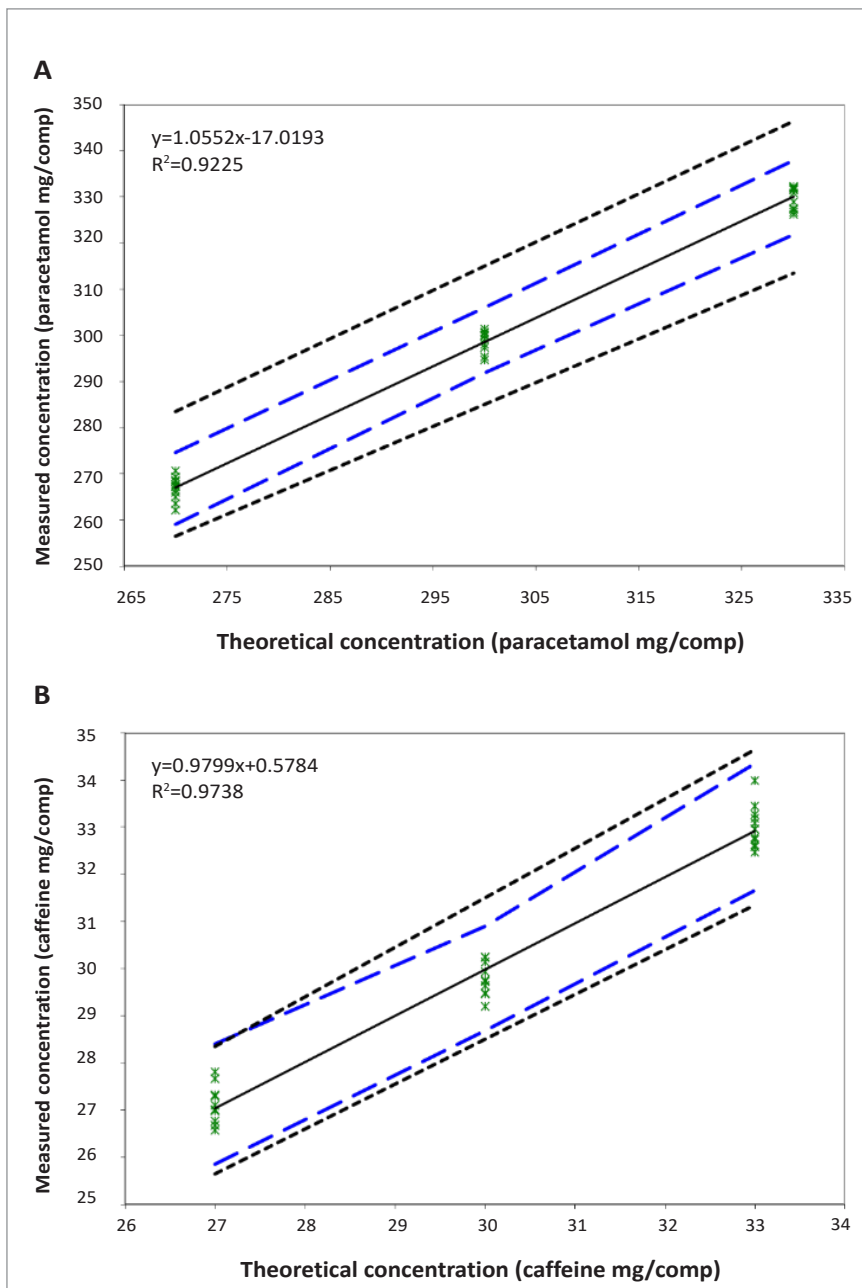 A
y=1.0552x-17.0193
R²=0.9225
350
340
330
320
310
300
290
280
270
260
250
Measured concentration (paracetamol mg/comp)
265 275 285 295 305 315 325 335
Theoretical concentration (paracetamol mg/comp)
B
y=0.9799x+0.5784
R²=0.9738
35
34
33
32
31
30
29
28
27
26
25
Measured concentration (caffeine mg/comp)
26 27 28 29 30 31 32 33 34
Theoretical concentration (caffeine mg/comp)